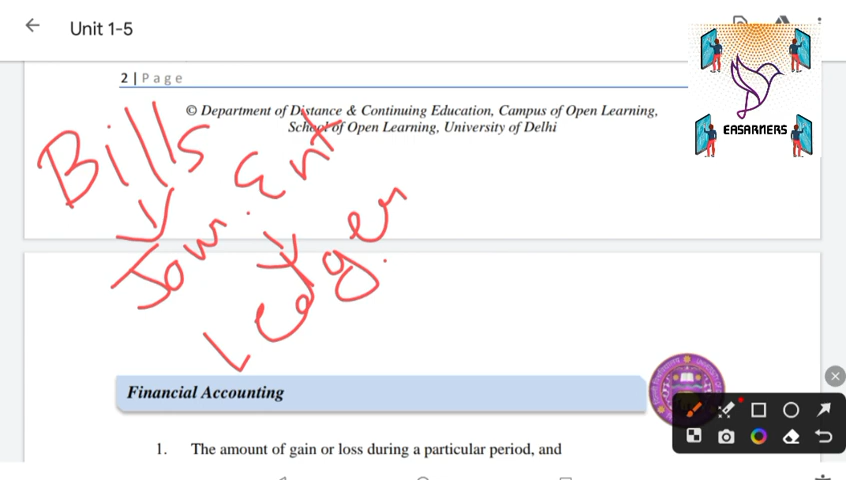 Unit 1-5
EASARNERS
2 | Page
© Department of Distance & Continuing Education, Campus of Open Learning,
School of Open Learning, University of Delhi
Bills
Jour. Ent
Ledger
Financial Accounting
1. The amount of gain or loss during a particular period, and